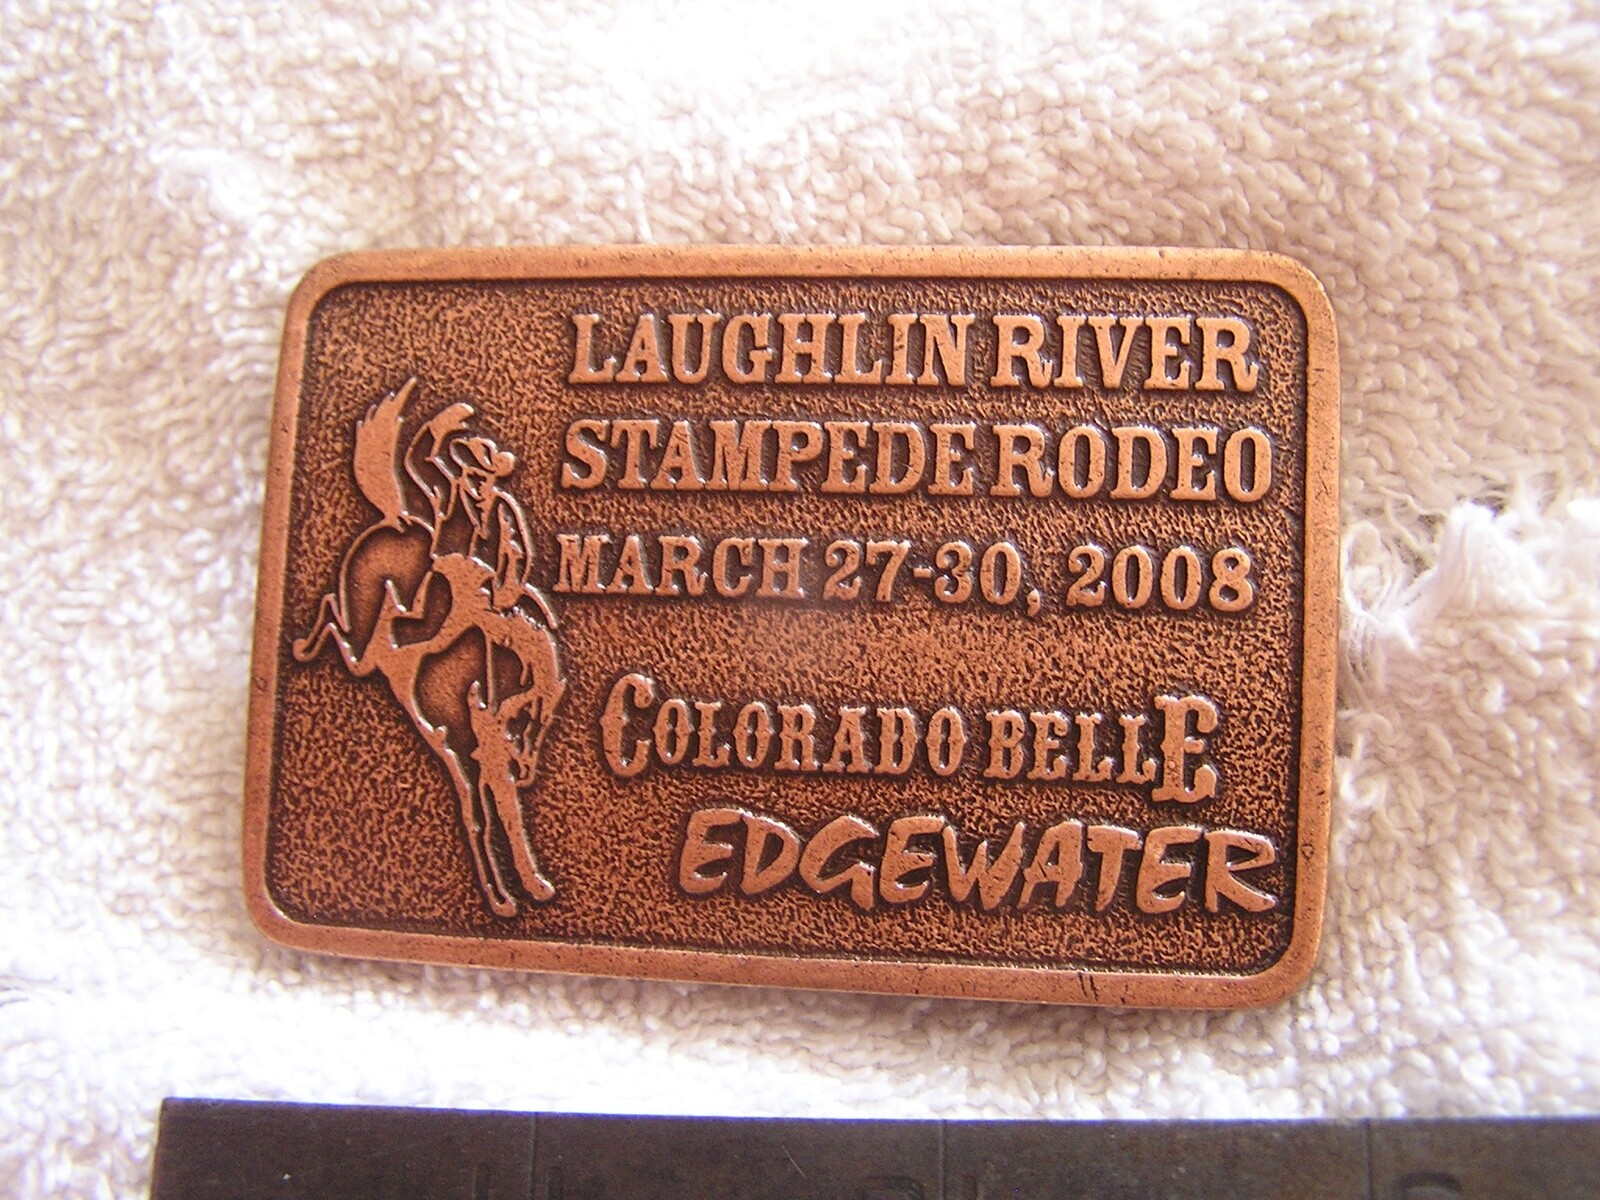 LAUGHLIN RIVER
STAMPEDE RODEO
MARCH 27-30, 2008
COLORADO BELLE
EDGEWATER